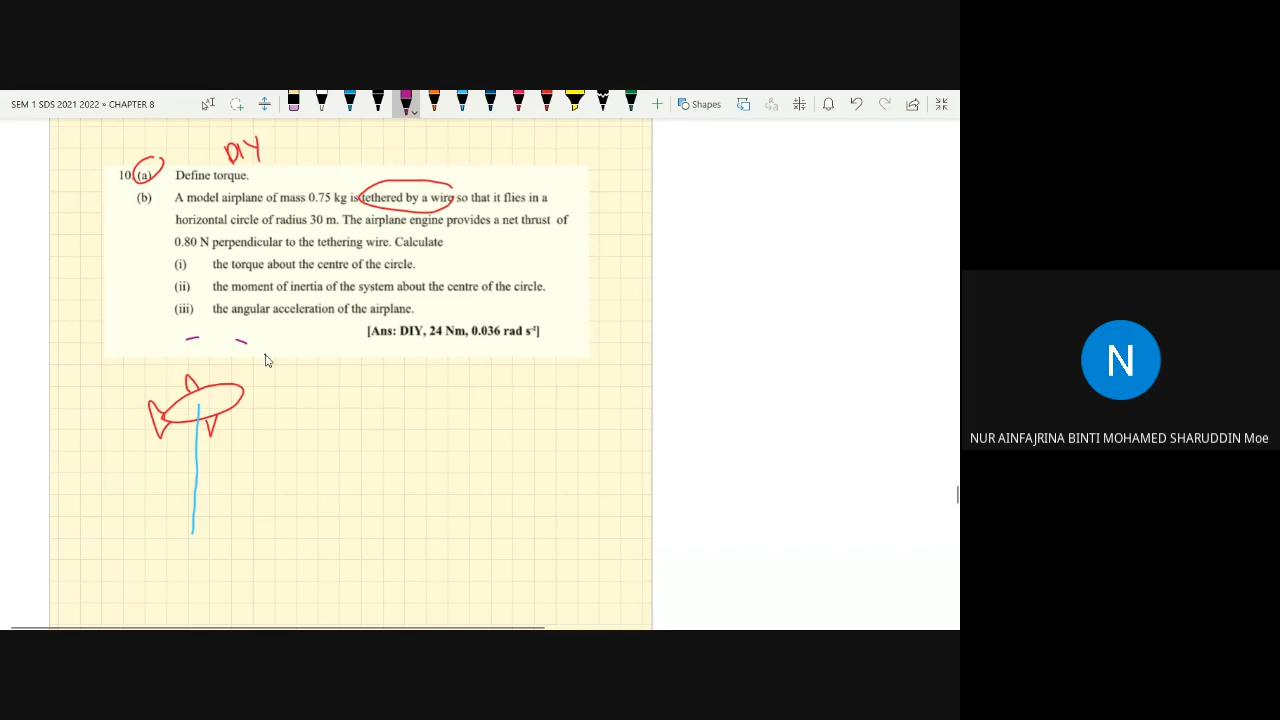 SEM 1 SDS 2021 2022 » CHAPTER 8
Shapes
DIY
10. (a) Define torque.
(b) A model airplane of mass 0.75 kg is tethered by a wire so that it flies in a
horizontal circle of radius 30 m. The airplane engine provides a net thrust of
0.80 N perpendicular to the tethering wire. Calculate
(i) the torque about the centre of the circle.
(ii) the moment of inertia of the system about the centre of the circle.
(iii) the angular acceleration of the airplane.
[Ans: DIY, 24 Nm, 0.036 rad s⁻²]
N
NUR AINFAJRINA BINTI MOHAMED SHARUDDIN Moe